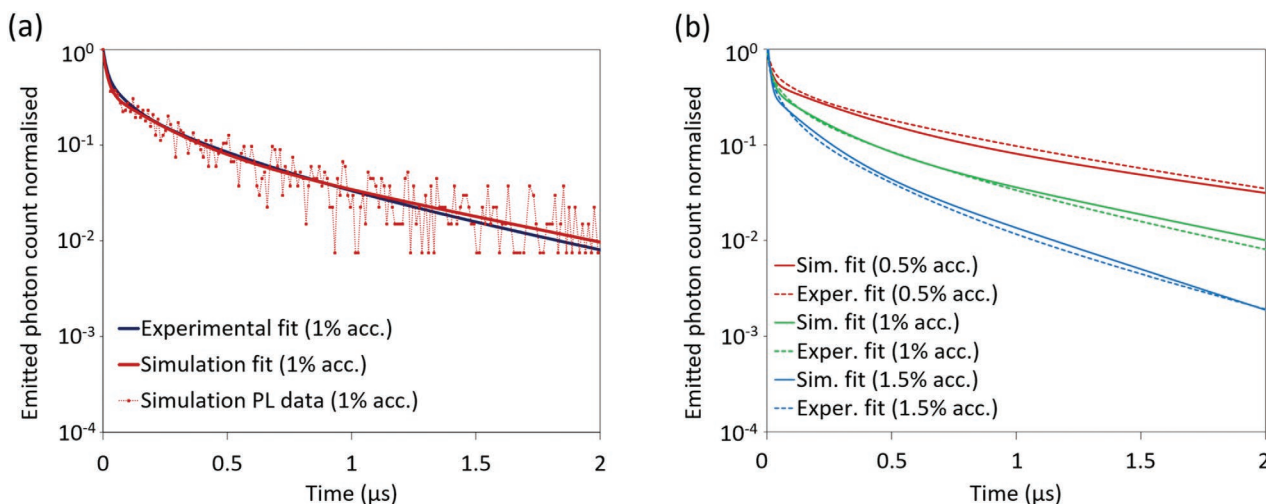 (a)
Emitted photon count normalised
10⁰
10⁻¹
10⁻²
10⁻³
10⁻⁴
Experimental fit (1% acc.)
Simulation fit (1% acc.)
Simulation PL data (1% acc.)
0 0.5 1 1.5 2
Time (µs)
(b)
Emitted photon count normalised
10⁰
10⁻¹
10⁻²
10⁻³
10⁻⁴
Sim. fit (0.5% acc.)
Exper. fit (0.5% acc.)
Sim. fit (1% acc.)
Exper. fit (1% acc.)
Sim. fit (1.5% acc.)
Exper. fit (1.5% acc.)
0 0.5 1 1.5 2
Time (µs)